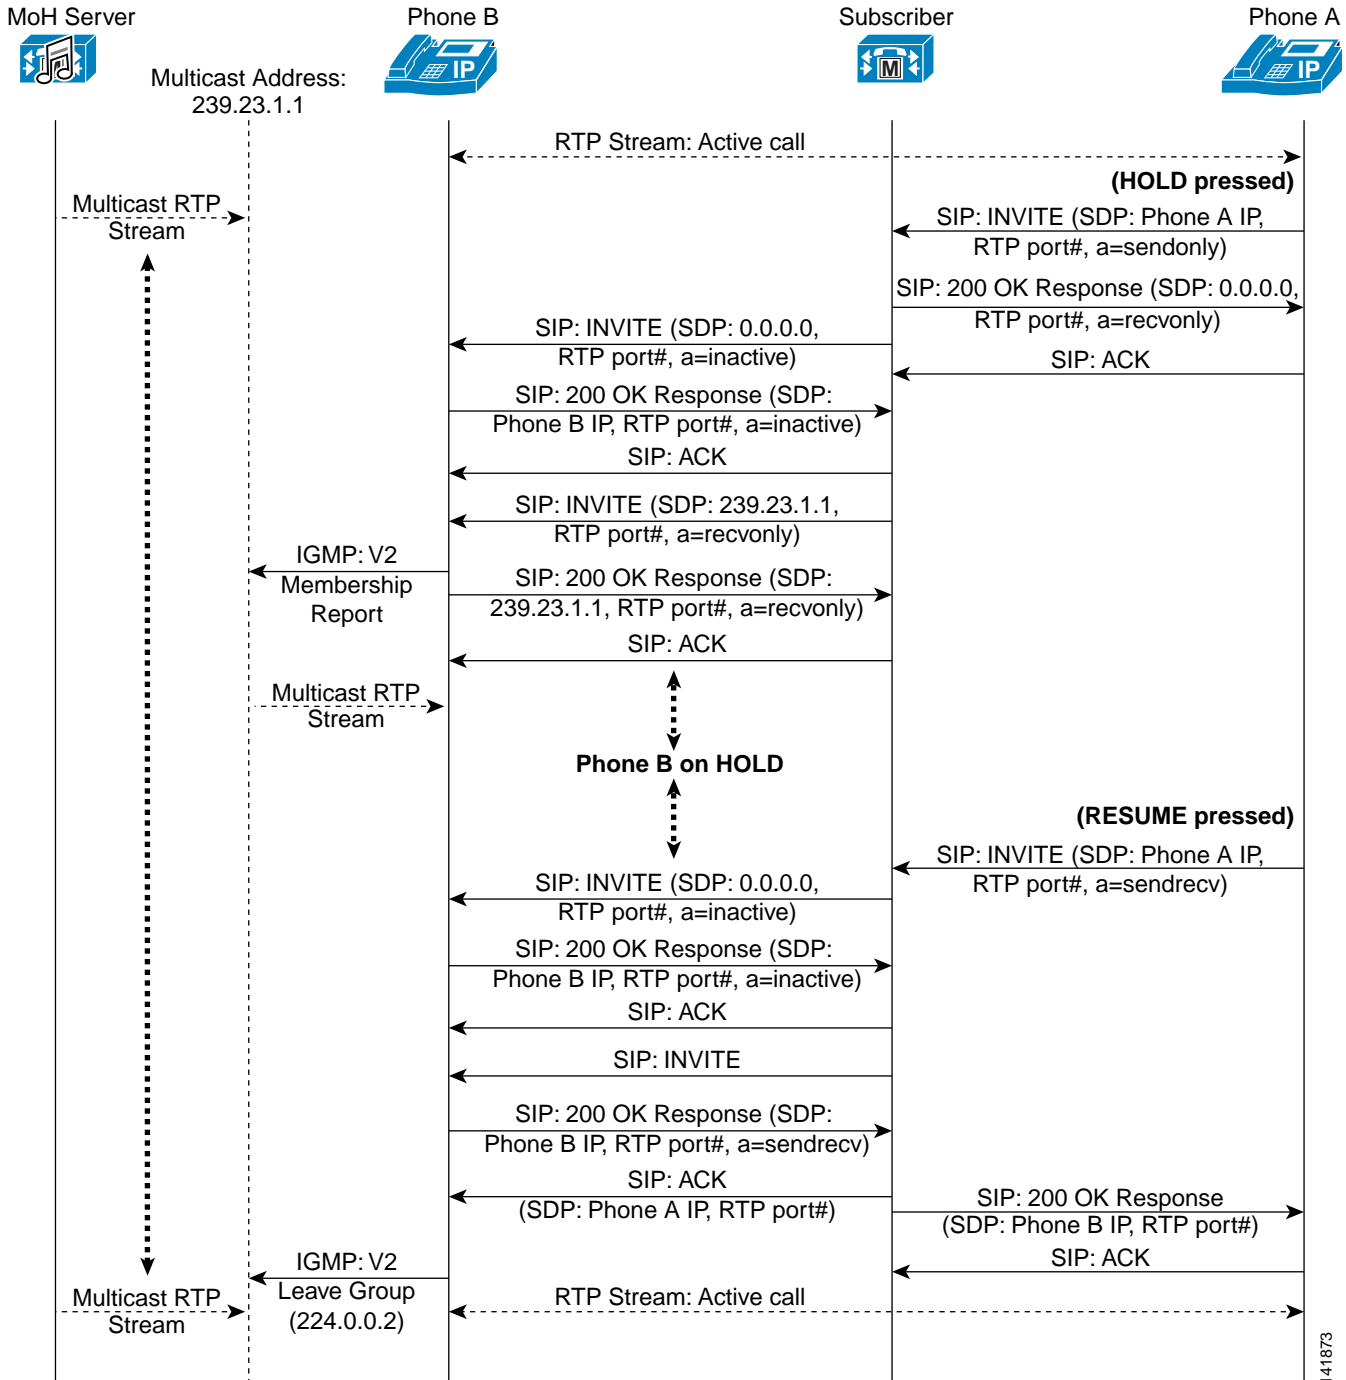 MoH Server
Phone B
Subscriber
Phone A
IP
M
IP
Multicast Address:
239.23.1.1
RTP Stream: Active call
(HOLD pressed)
Multicast RTP
Stream
SIP: INVITE (SDP: Phone A IP,
RTP port#, a=sendonly)
SIP: 200 OK Response (SDP: 0.0.0.0,
RTP port#, a=recvonly)
SIP: INVITE (SDP: 0.0.0.0,
RTP port#, a=inactive)
SIP: ACK
SIP: 200 OK Response (SDP:
Phone B IP, RTP port#, a=inactive)
SIP: ACK
SIP: INVITE (SDP: 239.23.1.1,
RTP port#, a=recvonly)
IGMP: V2
Membership
Report
SIP: 200 OK Response (SDP:
239.23.1.1, RTP port#, a=recvonly)
SIP: ACK
Multicast RTP
Stream
Phone B on HOLD
(RESUME pressed)
SIP: INVITE (SDP: Phone A IP,
RTP port#, a=sendrecv)
SIP: INVITE (SDP: 0.0.0.0,
RTP port#, a=inactive)
SIP: 200 OK Response (SDP:
Phone B IP, RTP port#, a=inactive)
SIP: ACK
SIP: INVITE
SIP: 200 OK Response (SDP:
Phone B IP, RTP port#, a=sendrecv)
SIP: ACK
(SDP: Phone A IP, RTP port#)
SIP: 200 OK Response
(SDP: Phone B IP, RTP port#)
SIP: ACK
IGMP: V2
Leave Group
(224.0.0.2)
Multicast RTP
Stream
RTP Stream: Active call
141873